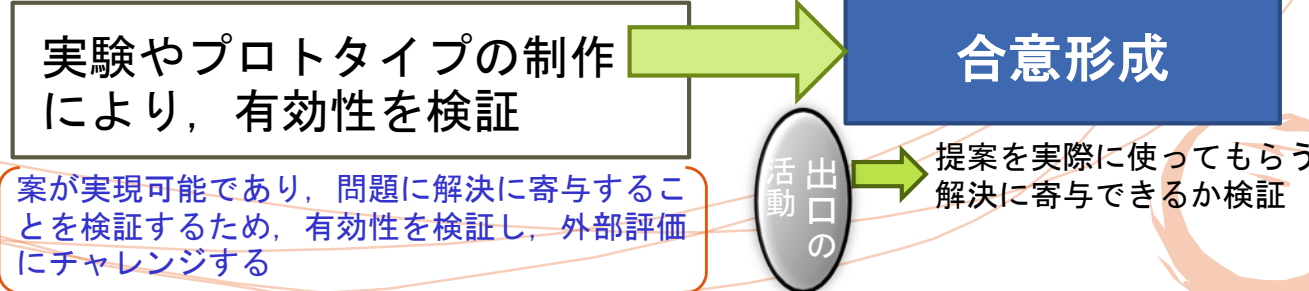 実験やプロトタイプの制作
により，有効性を検証
合意形成
案が実現可能であり，問題に解決に寄与するこ
とを検証するため，有効性を検証し，外部評価
にチャレンジする
出口の
活動
提案を実際に使ってもらう
解決に寄与できるか検証